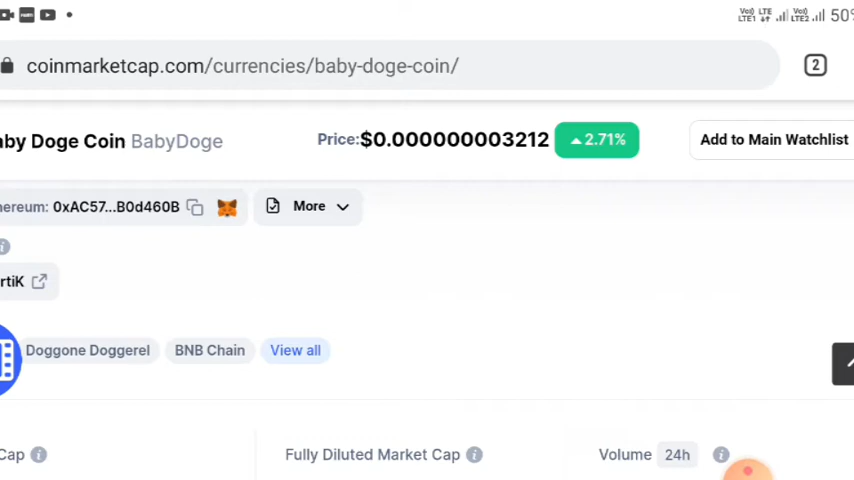 VoLTE1 LTE VoLTE2 50%
coinmarketcap.com/currencies/baby-doge-coin/
2
aby Doge Coin BabyDoge Price:$0.000000003212 2.71% Add to Main Watchlist
hereum: 0xAC57...B0d460B More
rtiK
Doggone Doggerel BNB Chain View all
Cap Fully Diluted Market Cap Volume 24h